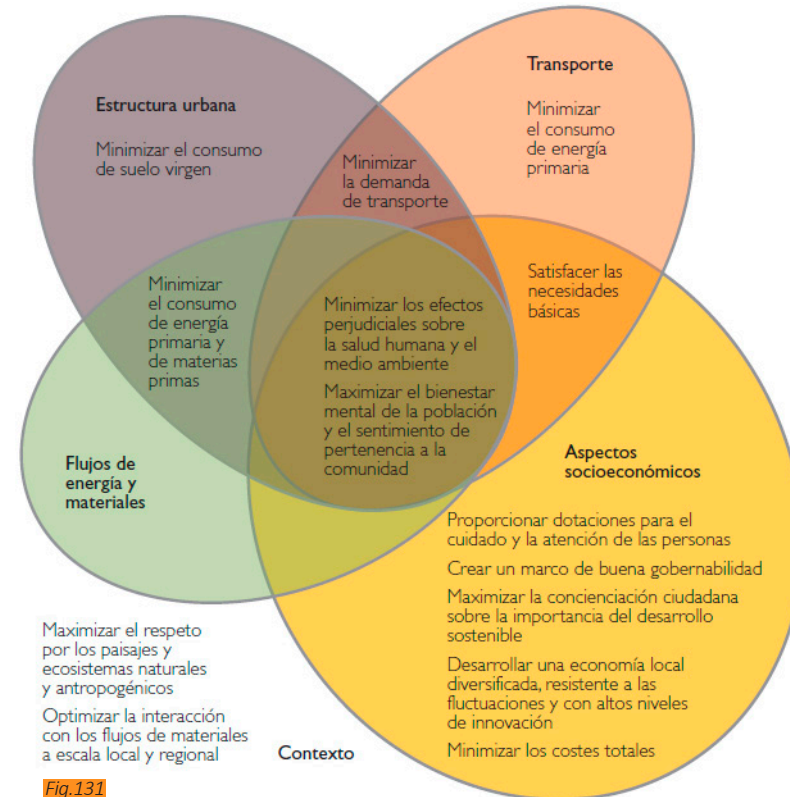 Estructura urbana
Minimizar el consumo
de suelo virgen
Transporte
Minimizar
el consumo
de energía
primaria
Minimizar
la demanda
de transporte
Minimizar
el consumo
de energía
primaria y
de materias
primas
Minimizar los efectos
perjudiciales sobre
la salud humana y el
medio ambiente
Maximizar el bienestar
mental de la población
y el sentimiento de
pertenencia a la
comunidad
Satisfacer las
necesidades
básicas
Flujos de
energía y
materiales
Aspectos
socioeconómicos
Proporcionar dotaciones para el
cuidado y la atención de las personas
Crear un marco de buena gobernabilidad
Maximizar la concienciación ciudadana
sobre la importancia del desarrollo
sostenible
Desarrollar una economía local
diversificada, resistente a las
fluctuaciones y con altos niveles
de innovación
Minimizar los costes totales
Maximizar el respeto
por los paisajes y
ecosistemas naturales
y antropogénicos
Optimizar la interacción
con los flujos de materiales
a escala local y regional
Contexto
Fig.131